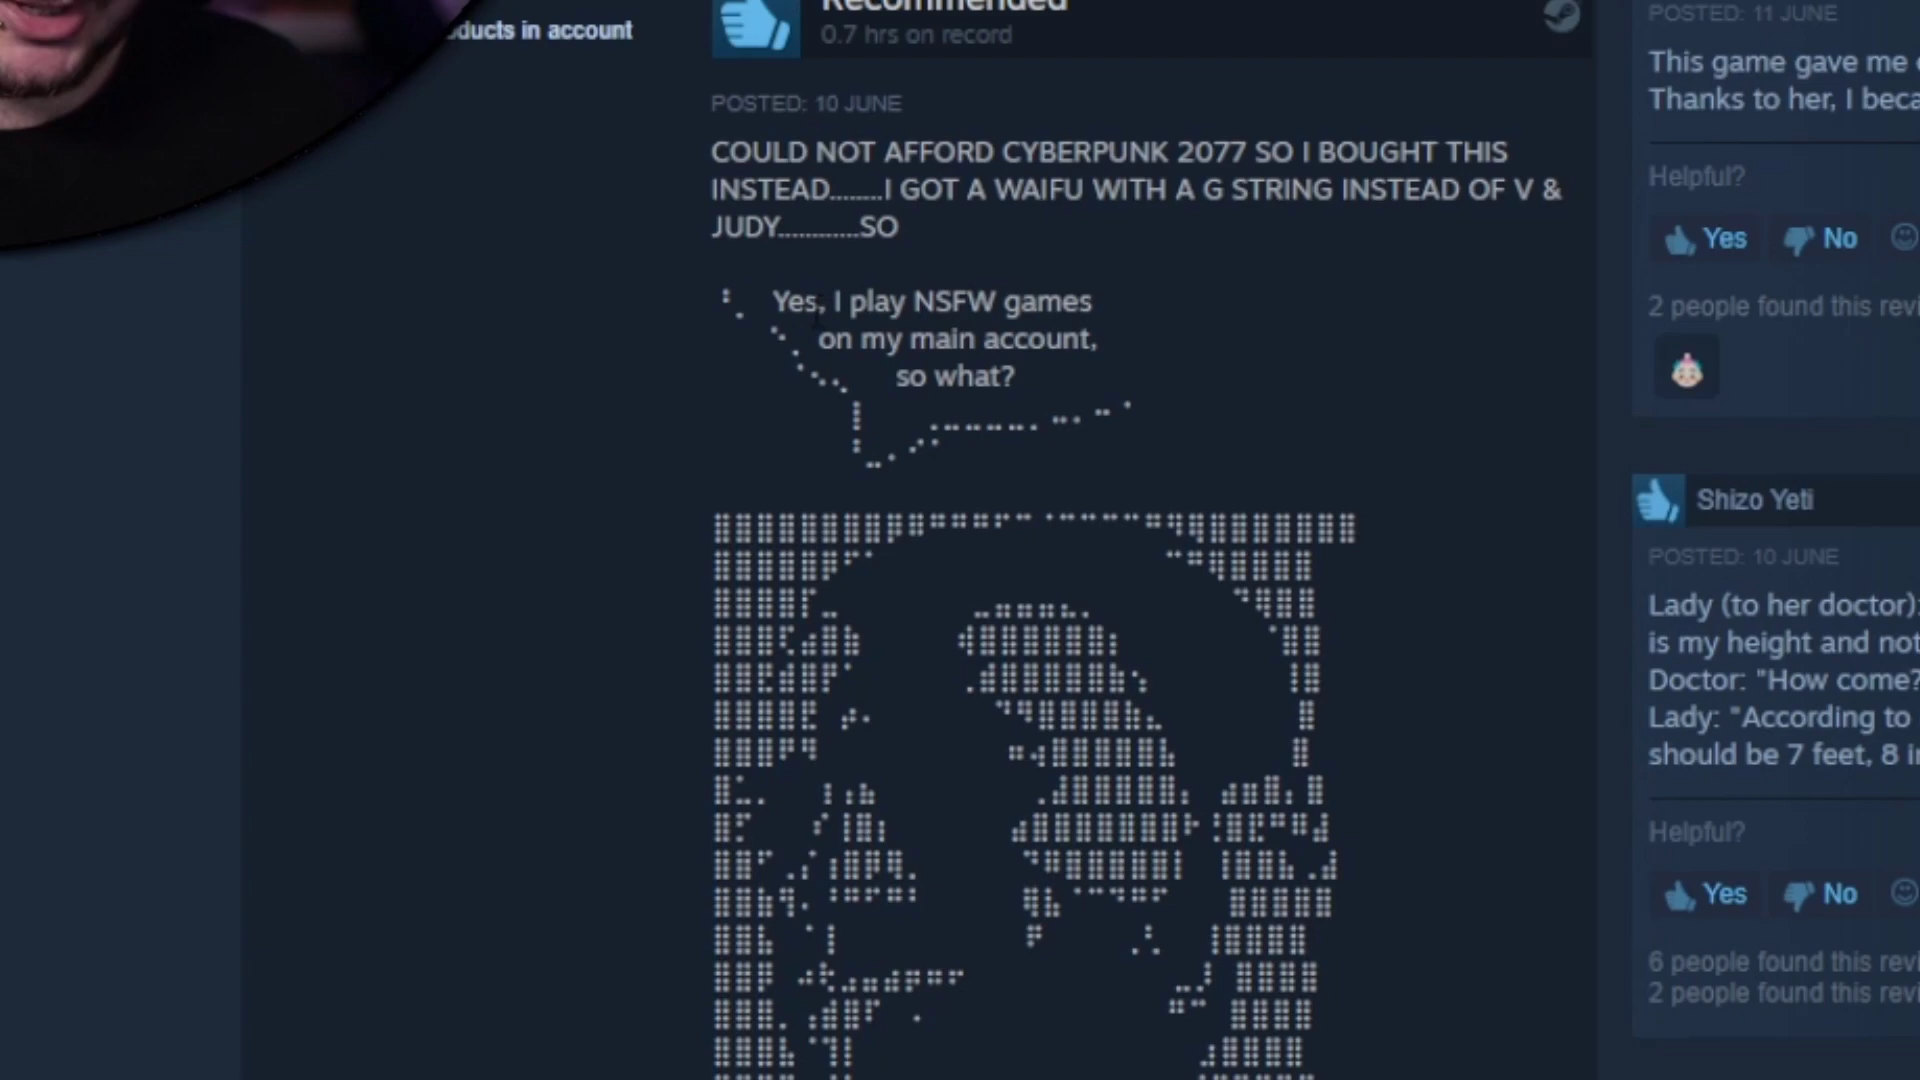 ducts in account
Recommended
0.7 hrs on record
POSTED: 10 JUNE
COULD NOT AFFORD CYBERPUNK 2077 SO I BOUGHT THIS
INSTEAD........I GOT A WAIFU WITH A G STRING INSTEAD OF V &
JUDY............SO
Yes, I play NSFW games
on my main account,
so what?
POSTED: 11 JUNE
This game gave me
Thanks to her, I beca
Helpful?
Yes No
2 people found this revi
Shizo Yeti
POSTED: 10 JUNE
Lady (to her doctor):
is my height and not
Doctor: "How come?
Lady: "According to
should be 7 feet, 8 i
Helpful?
Yes No
6 people found this revi
2 people found this revi